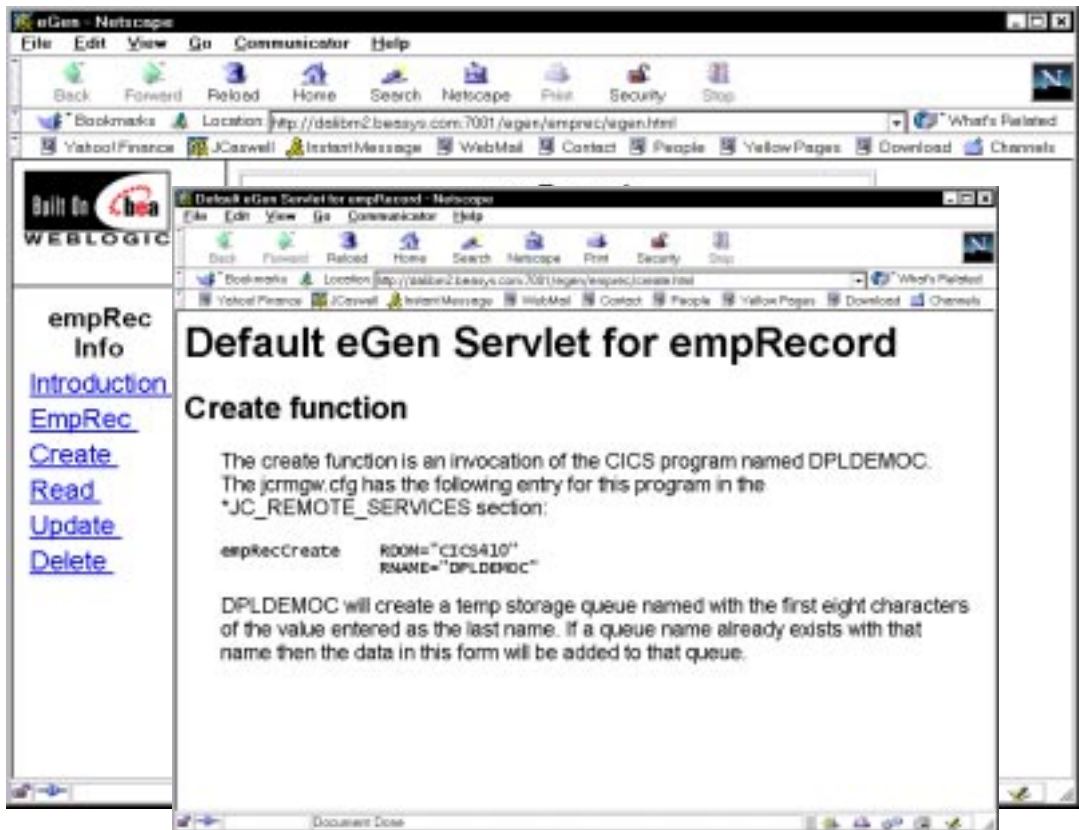 eGen - Netscape
File Edit View Go Communicator Help
Back Forward Reload Home Search Netscape Print Security Stop
Bookmarks Location: http://dalibm2.beasys.com:7001/egen/emprec/egen.html What's Related
Yahoo! Finance JCaswell Instant Message WebMail Contact People Yellow Pages Download Channels
Built On bea
WEBLOGIC
empRec
Info
Introduction
EmpRec
Create
Read
Update
Delete
Default eGen Servlet for empRecord - Netscape
File Edit View Go Communicator Help
Back Forward Reload Home Search Netscape Print Security Stop
Bookmarks Location: http://dalibm2.beasys.com:7001/egen/emprec/create.html What's Related
Yahoo! Finance JCaswell Instant Message WebMail Contact People Yellow Pages Download Channels
Default eGen Servlet for empRecord
Create function
The create function is an invocation of the CICS program named DPLDEMOC.
The jcrmgw.cfg has the following entry for this program in the
*JC_REMOTE_SERVICES section:
empRecCreate RDOM="CICS410"
RNAME="DPLDEMOC"
DPLDEMOC will create a temp storage queue named with the first eight characters
of the value entered as the last name. If a queue name already exists with that
name then the data in this form will be added to that queue.
Document Done